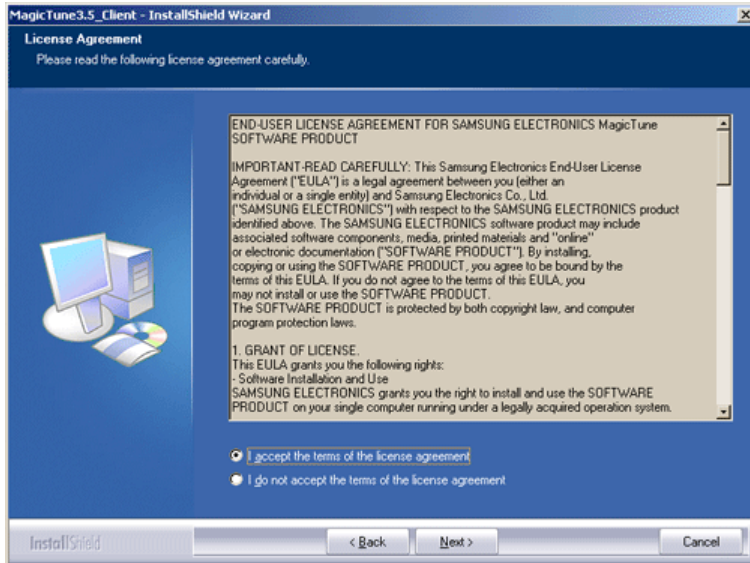 MagicTune3.5_Client - InstallShield Wizard
License Agreement
Please read the following license agreement carefully.
END-USER LICENSE AGREEMENT FOR SAMSUNG ELECTRONICS MagicTune
SOFTWARE PRODUCT
IMPORTANT-READ CAREFULLY: This Samsung Electronics End-User License
Agreement ("EULA") is a legal agreement between you (either an
individual or a single entity) and Samsung Electronics Co., Ltd.
("SAMSUNG ELECTRONICS") with respect to the SAMSUNG ELECTRONICS product
identified above. The SAMSUNG ELECTRONICS software product may include
associated software components, media, printed materials and "online"
or electronic documentation ("SOFTWARE PRODUCT"). By installing,
copying or using the SOFTWARE PRODUCT, you agree to be bound by the
terms of this EULA. If you do not agree to the terms of this EULA, you
may not install or use the SOFTWARE PRODUCT.
The SOFTWARE PRODUCT is protected by both copyright law, and computer
program protection laws.
1. GRANT OF LICENSE.
This EULA grants you the following rights:
- Software Installation and Use
SAMSUNG ELECTRONICS grants you the right to install and use the SOFTWARE
PRODUCT on your single computer running under a legally acquired operation system.
I accept the terms of the license agreement
I do not accept the terms of the license agreement
InstallShield
< Back
Next >
Cancel